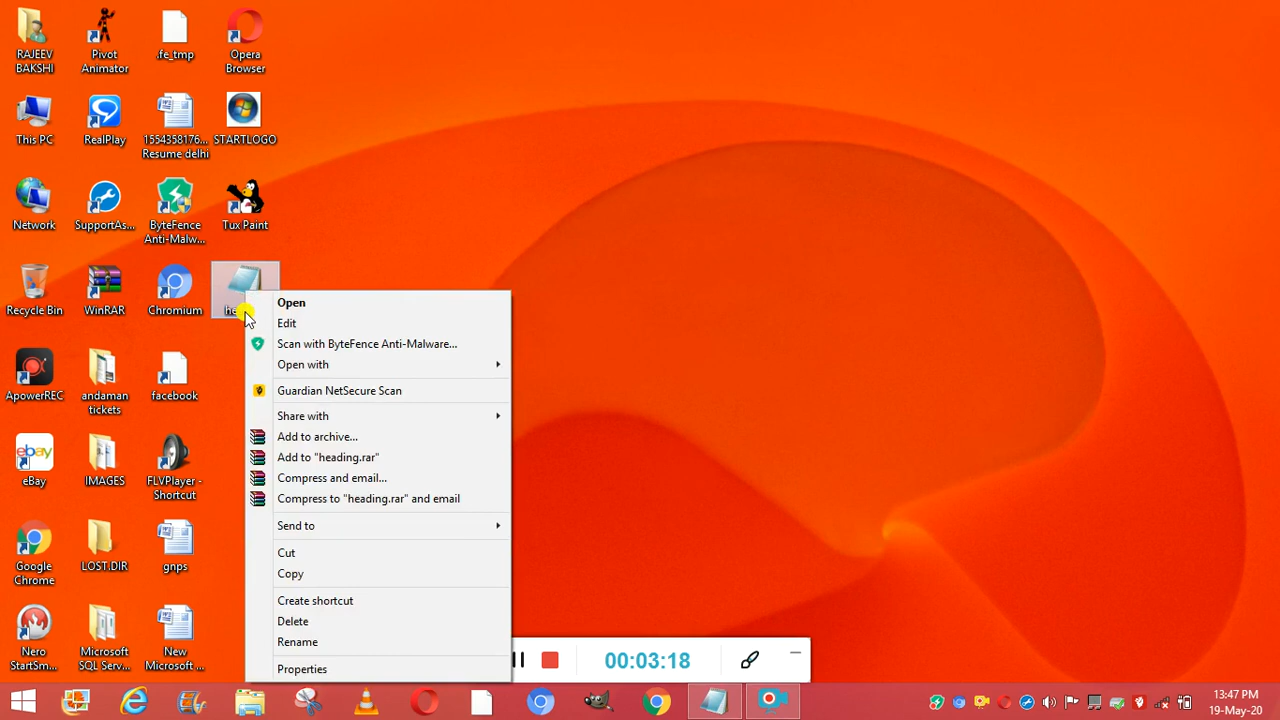 RAJEEV
BAKSHI
Pivot
Animator
.fe_tmp
Opera
Browser
This PC
RealPlay
1554358176...
Resume delhi
STARTLOGO
Network
SupportAs...
ByteFence
Anti-Malw...
Tux Paint
Recycle Bin
WinRAR
Chromium
ApowerREC
andaman
tickets
facebook
eBay
IMAGES
FLVPlayer -
Shortcut
Google
Chrome
LOST.DIR
gnps
Nero
StartSm...
Microsoft
SQL Serv...
New
Microsoft ...
Open
Edit
Scan with ByteFence Anti-Malware...
Open with
Guardian NetSecure Scan
Share with
Add to archive...
Add to "heading.rar"
Compress and email...
Compress to "heading.rar" and email
Send to
Cut
Copy
Create shortcut
Delete
Rename
Properties
00:03:18
13:47 PM
19-May-20